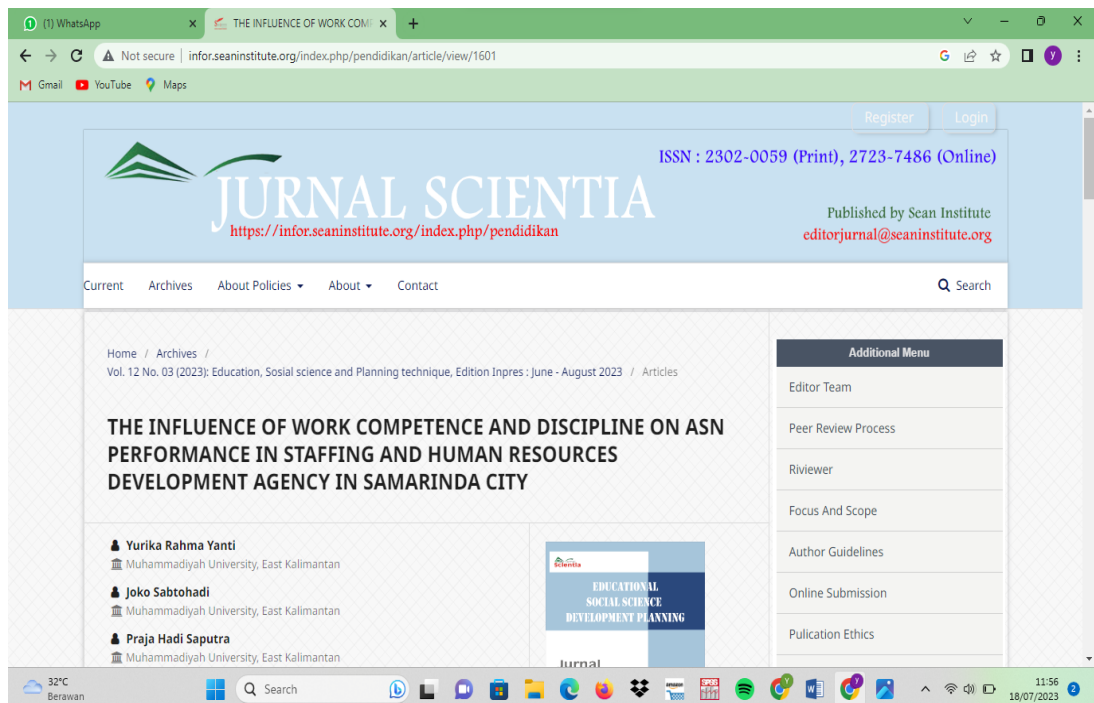 (1) WhatsApp
THE INFLUENCE OF WORK COM
Not secure infor.seaninstitute.org/index.php/pendidikan/article/view/1601
Gmail YouTube Maps
Register Login
ISSN : 2302-0059 (Print), 2723-7486 (Online)
JURNAL SCIENTIA
https://infor.seaninstitute.org/index.php/pendidikan
Published by Sean Institute
editorjurnal@seaninstitute.org
Current Archives About Policies About Contact
Search
Home / Archives /
Vol. 12 No. 03 (2023): Education, Sosial science and Planning technique, Edition Inpres : June - August 2023 / Articles
THE INFLUENCE OF WORK COMPETENCE AND DISCIPLINE ON ASN
PERFORMANCE IN STAFFING AND HUMAN RESOURCES
DEVELOPMENT AGENCY IN SAMARINDA CITY
Yurika Rahma Yanti
Muhammadiyah University, East Kalimantan
Joko Sabtohadi
Muhammadiyah University, East Kalimantan
Praja Hadi Saputra
Muhammadiyah University, East Kalimantan
Scientia
EDUCATIONAL
SOCIAL SCIENCE
DEVELOPMENT PLANNING
Jurnal
Additional Menu
Editor Team
Peer Review Process
Riviewer
Focus And Scope
Author Guidelines
Online Submission
Pulication Ethics
32°C
Berawan
Search
11:56
18/07/2023
2